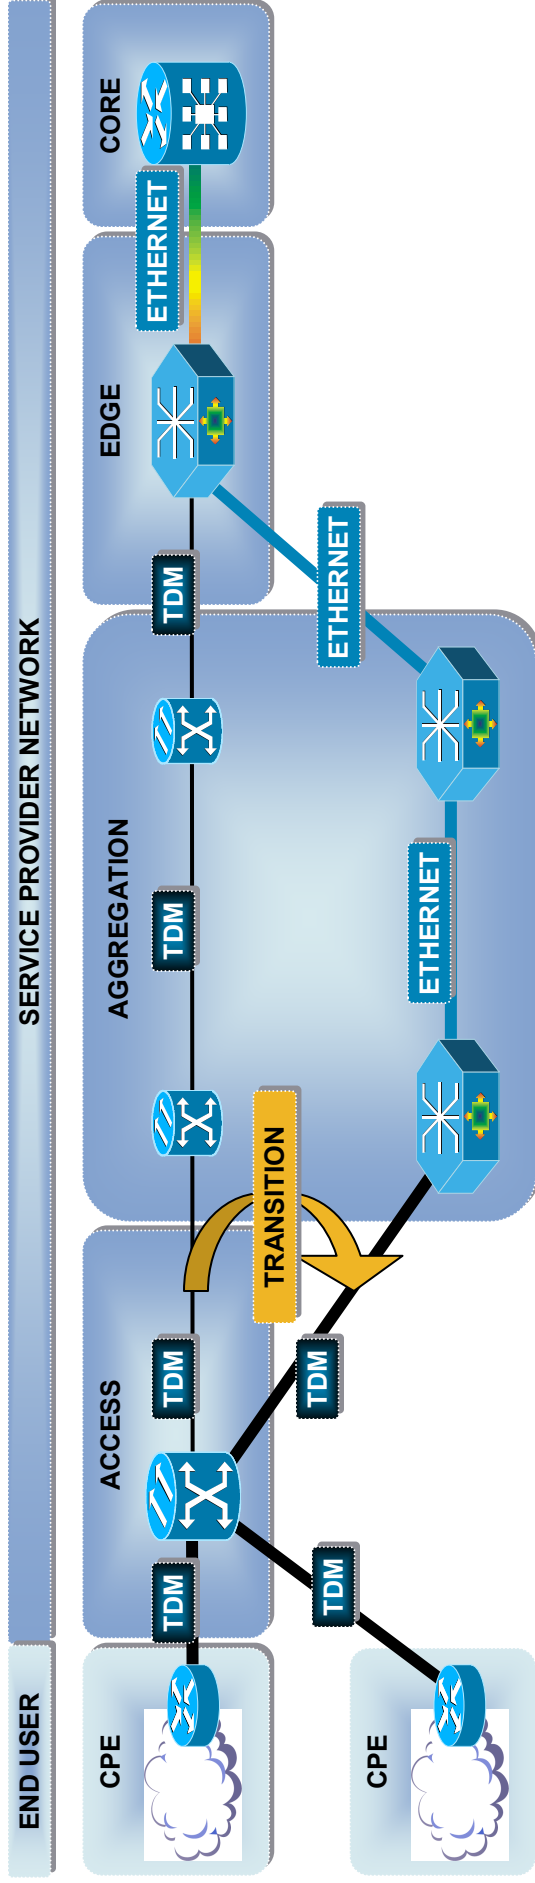 END USER
SERVICE PROVIDER NETWORK
CPE
ACCESS
AGGREGATION
EDGE
CORE
TDM
TDM
TDM
TDM
ETHERNET
TRANSITION
TDM
TDM
ETHERNET
ETHERNET
CPE